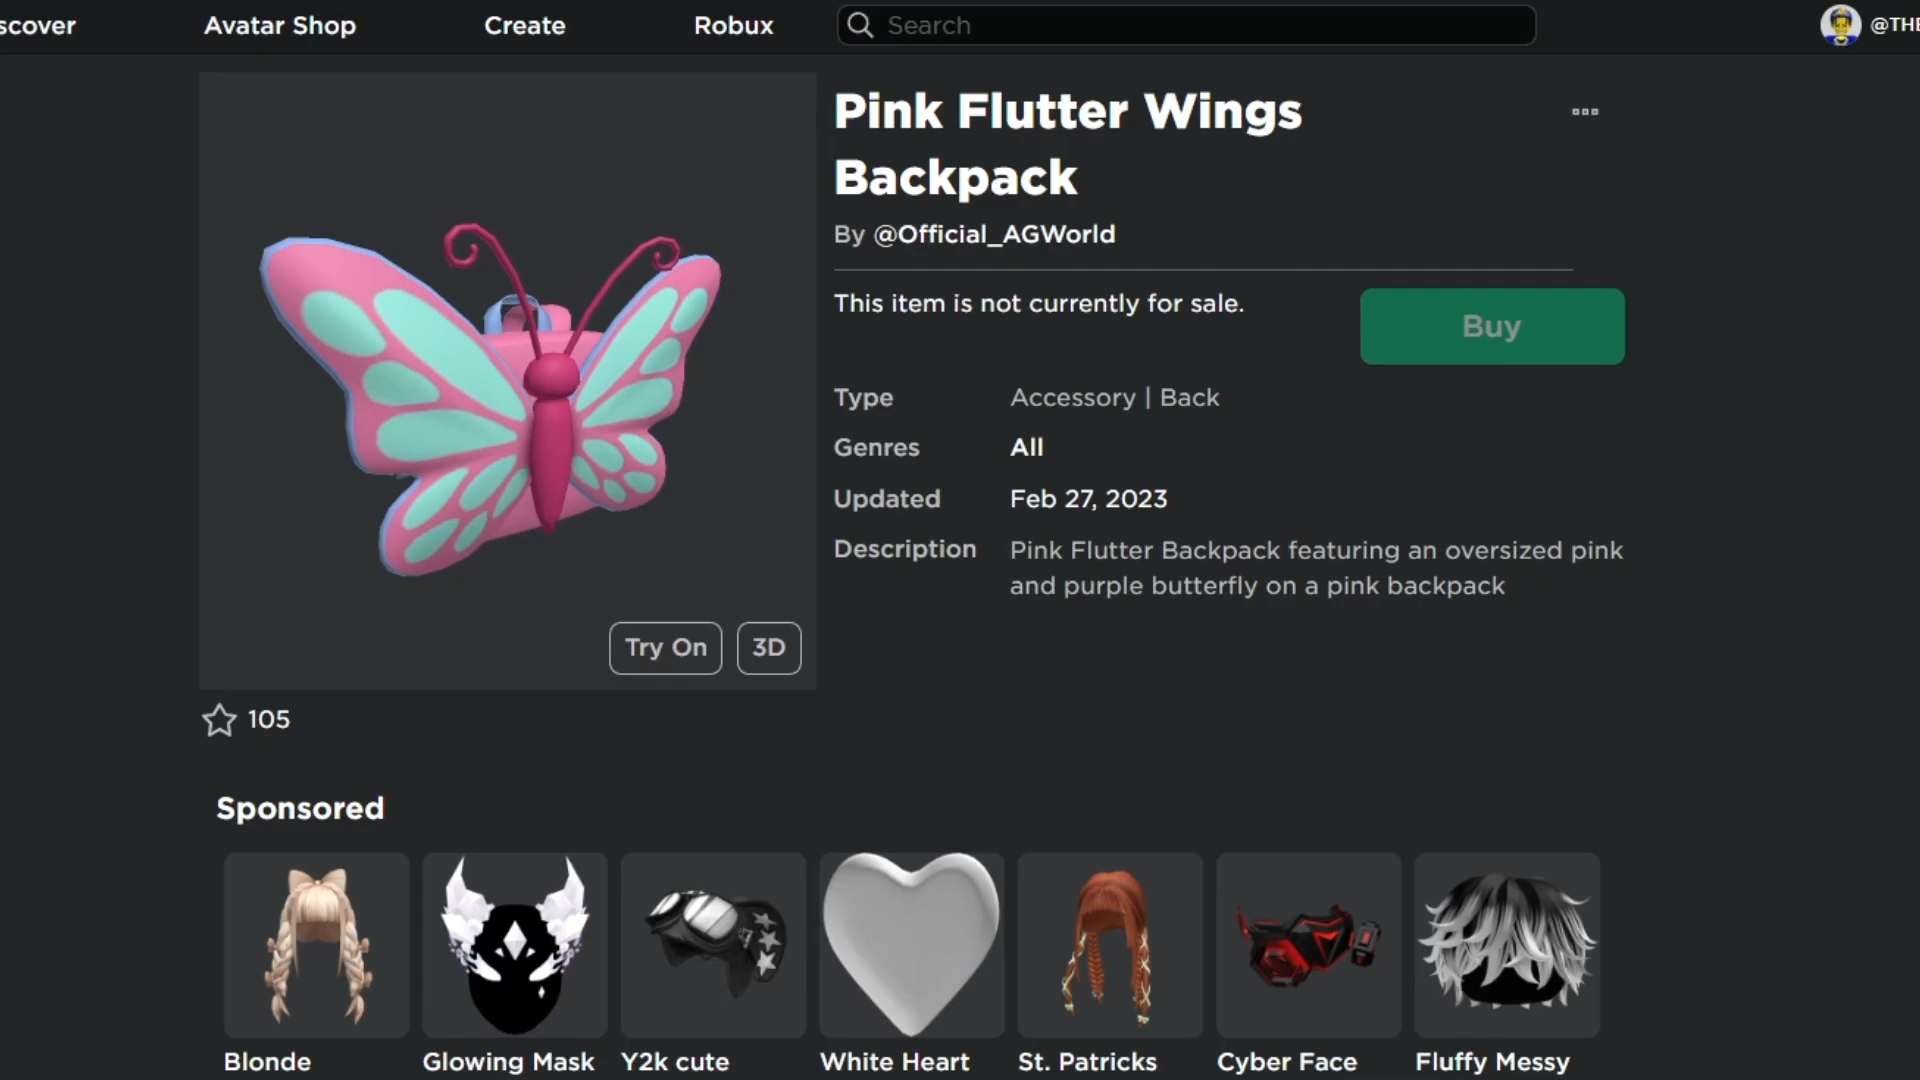 scover
Avatar Shop
Create
Robux
Search
@THE
Pink Flutter Wings
Backpack
By @Official_AGWorld
This item is not currently for sale.
Buy
Type
Accessory | Back
Genres
All
Updated
Feb 27, 2023
Description
Pink Flutter Backpack featuring an oversized pink
and purple butterfly on a pink backpack
Try On
3D
105
Sponsored
Blonde
Glowing Mask
Y2k cute
White Heart
St. Patricks
Cyber Face
Fluffy Messy